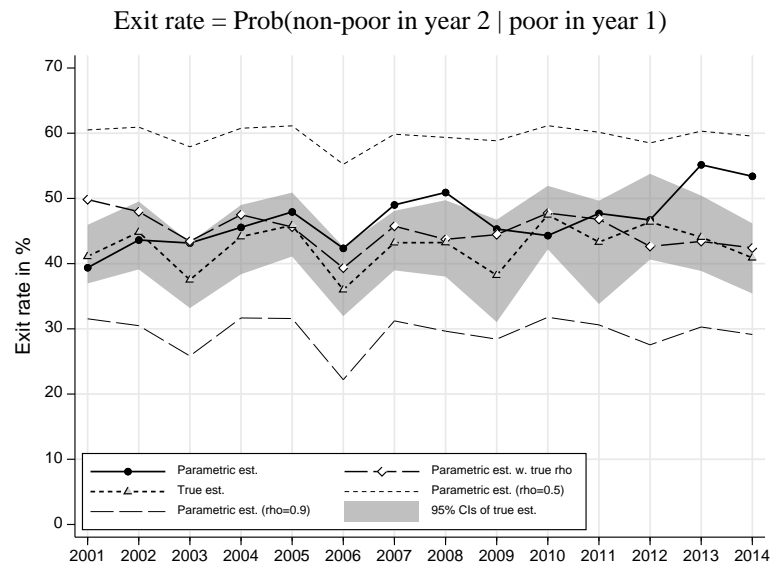 Exit rate = Prob(non-poor in year 2 | poor in year 1)
Exit rate in %
70
60
50
40
30
20
10
0
Parametric est.
Parametric est. w. true rho
True est.
Parametric est. (rho=0.5)
Parametric est. (rho=0.9)
95% CIs of true est.
2001 2002 2003 2004 2005 2006 2007 2008 2009 2010 2011 2012 2013 2014